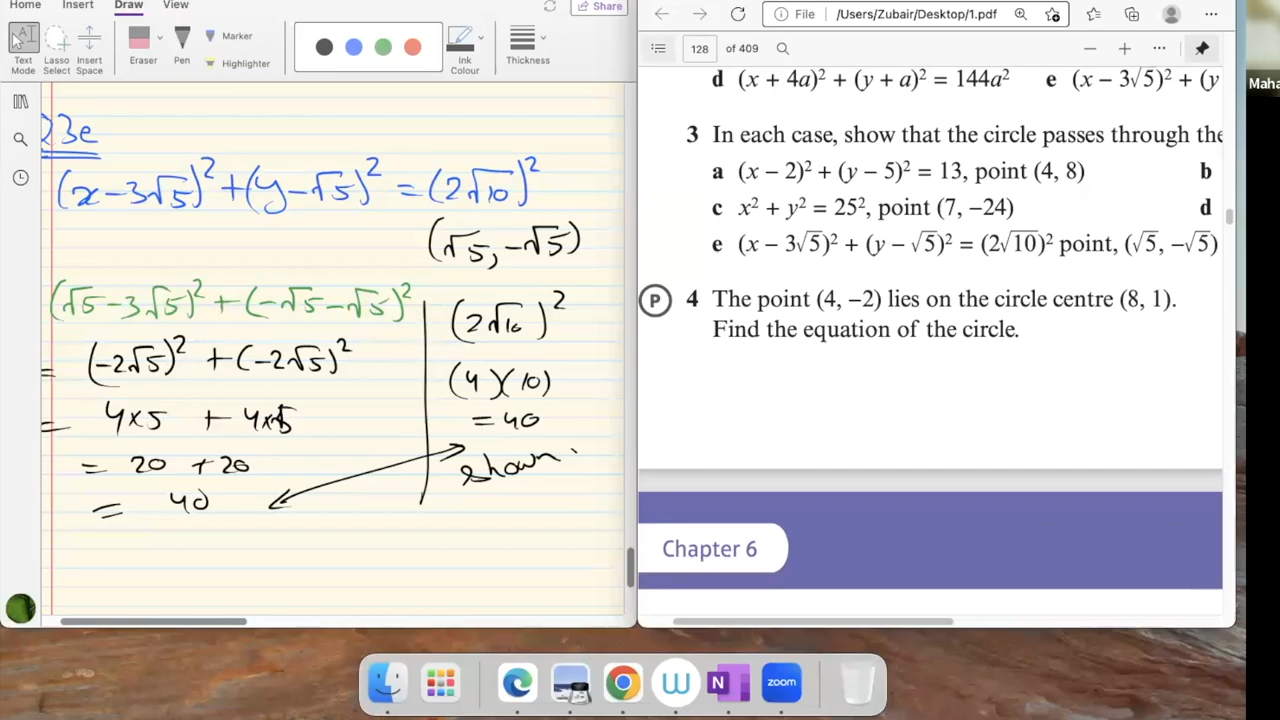 Home Insert Draw View
Share
Text Mode
Lasso Select
Insert Space
Eraser
Pen
Marker
Highlighter
Ink Colour
Thickness
Q3e
(x − 3√5)² + (y − √5)² = (2√10)²
(√5, −√5)
(√5 − 3√5)² + (−√5 − √5)²
= (−2√5)² + (−2√5)²
= 4×5 + 4×5
= 20 + 20
= 40
(2√10)²
(4)(10)
= 40
shown.
File /Users/Zubair/Desktop/1.pdf
128 of 409
d (x + 4a)² + (y + a)² = 144a² e (x − 3√5)² + (y
3 In each case, show that the circle passes through the
a (x − 2)² + (y − 5)² = 13, point (4, 8) b
c x² + y² = 25², point (7, −24) d
e (x − 3√5)² + (y − √5)² = (2√10)² point, (√5, −√5)
P 4 The point (4, −2) lies on the circle centre (8, 1).
Find the equation of the circle.
Chapter 6
Maha
W N zoom